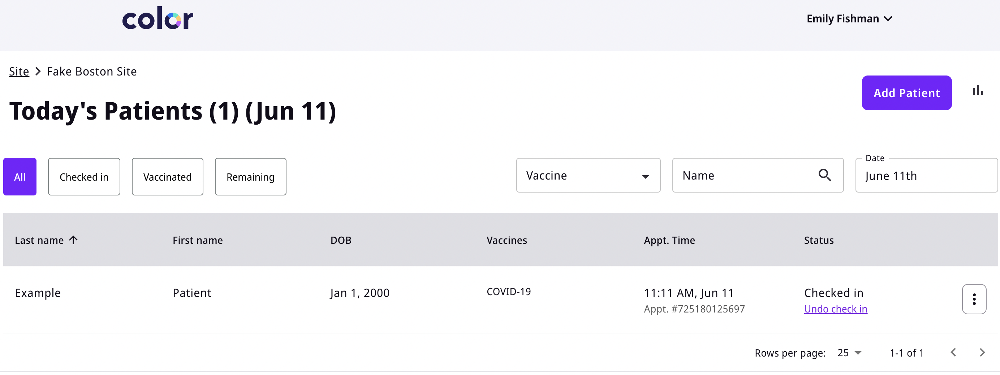 color
Emily Fishman
Site > Fake Boston Site
Add Patient
Today's Patients (1) (Jun 11)
All Checked in Vaccinated Remaining Vaccine Name Date June 11th
Last name ↑ First name DOB Vaccines Appt. Time Status
Example Patient Jan 1, 2000 COVID-19 11:11 AM, Jun 11 Checked in
Appt. #725180125697 Undo check in
Rows per page: 25 1-1 of 1